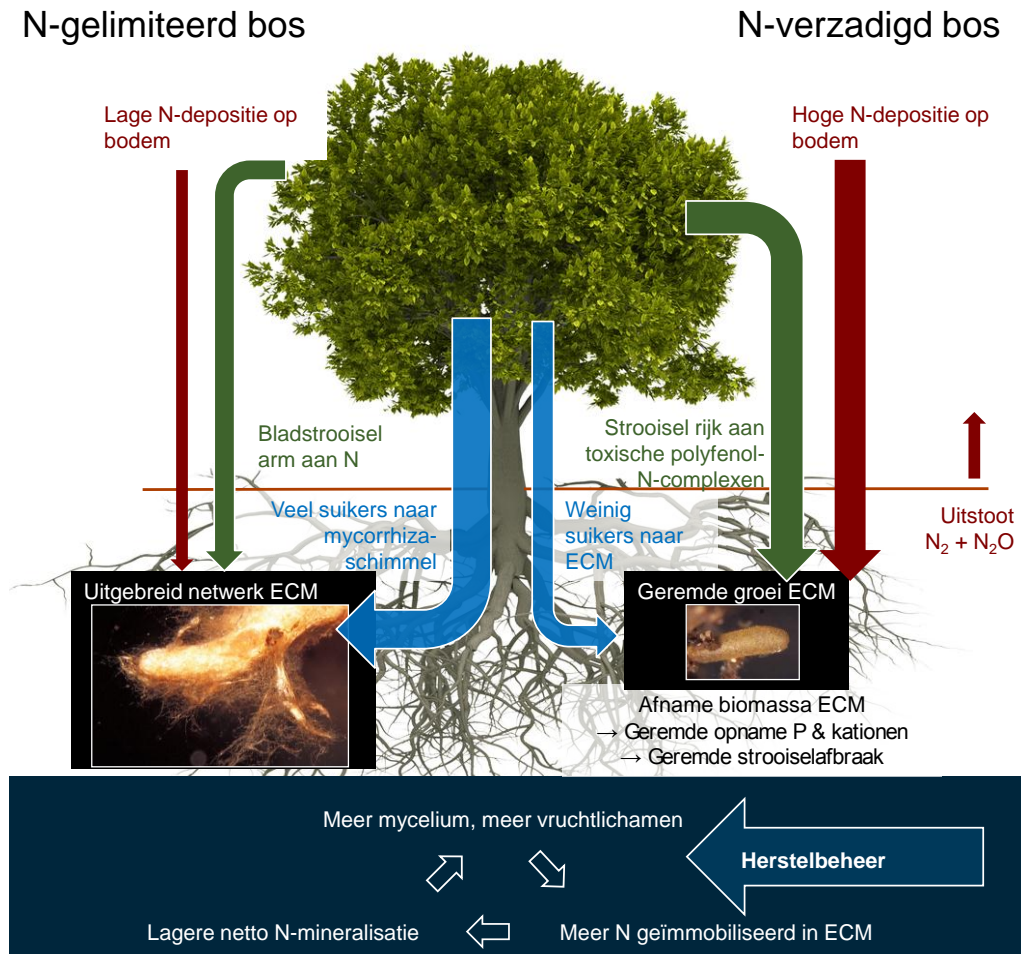 N-gelimiteerd bos
N-verzadigd bos
Lage N-depositie op
bodem
Hoge N-depositie op
bodem
Bladstrooisel
arm aan N
Strooisel rijk aan
toxische polyfenol-
N-complexen
Veel suikers naar
mycorrhiza-
schimmel
Weinig
suikers naar
ECM
Uitstoot
N₂ + N₂O
Uitgebreid netwerk ECM
Geremde groei ECM
Afname biomassa ECM
→ Geremde opname P & kationen
→ Geremde strooiselafbraak
Meer mycelium, meer vruchtlichamen
Herstelbeheer
Lagere netto N-mineralisatie
Meer N geïmmobiliseerd in ECM